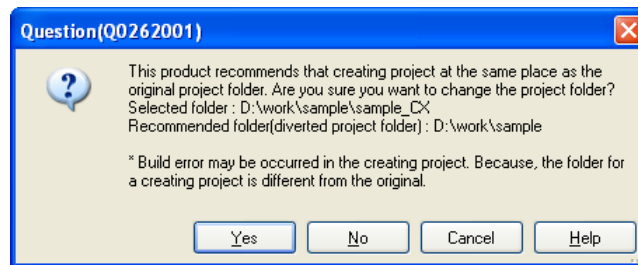 Question(Q0262001)
This product recommends that creating project at the same place as the
original project folder. Are you sure you want to change the project folder?
Selected folder : D:\work\sample\sample_CX
Recommended folder(diverted project folder) : D:\work\sample
* Build error may be occurred in the creating project. Because, the folder for
a creating project is different from the original.
Yes No Cancel Help